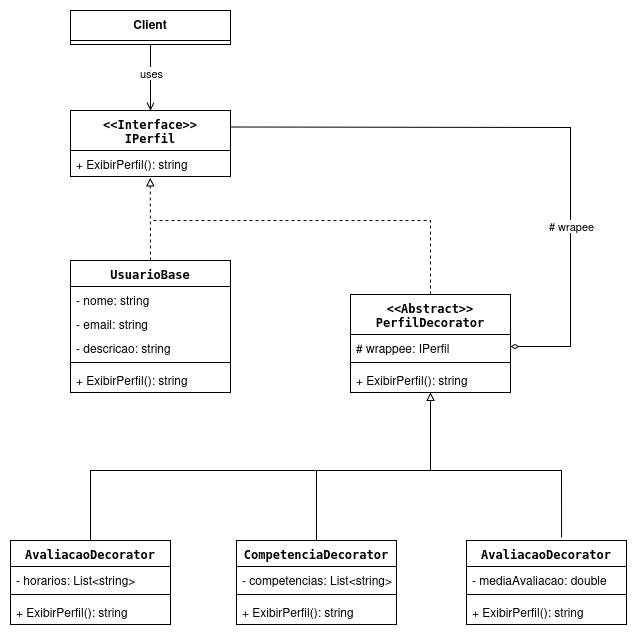 Client
uses
<<Interface>>
IPerfil
+ ExibirPerfil(): string
# wrapee
UsuarioBase
- nome: string
- email: string
- descricao: string
+ ExibirPerfil(): string
<<Abstract>>
PerfilDecorator
# wrappee: IPerfil
+ ExibirPerfil(): string
AvaliacaoDecorator
- horarios: List<string>
+ ExibirPerfil(): string
CompetenciaDecorator
- competencias: List<string>
+ ExibirPerfil(): string
AvaliacaoDecorator
- mediaAvaliacao: double
+ ExibirPerfil(): string